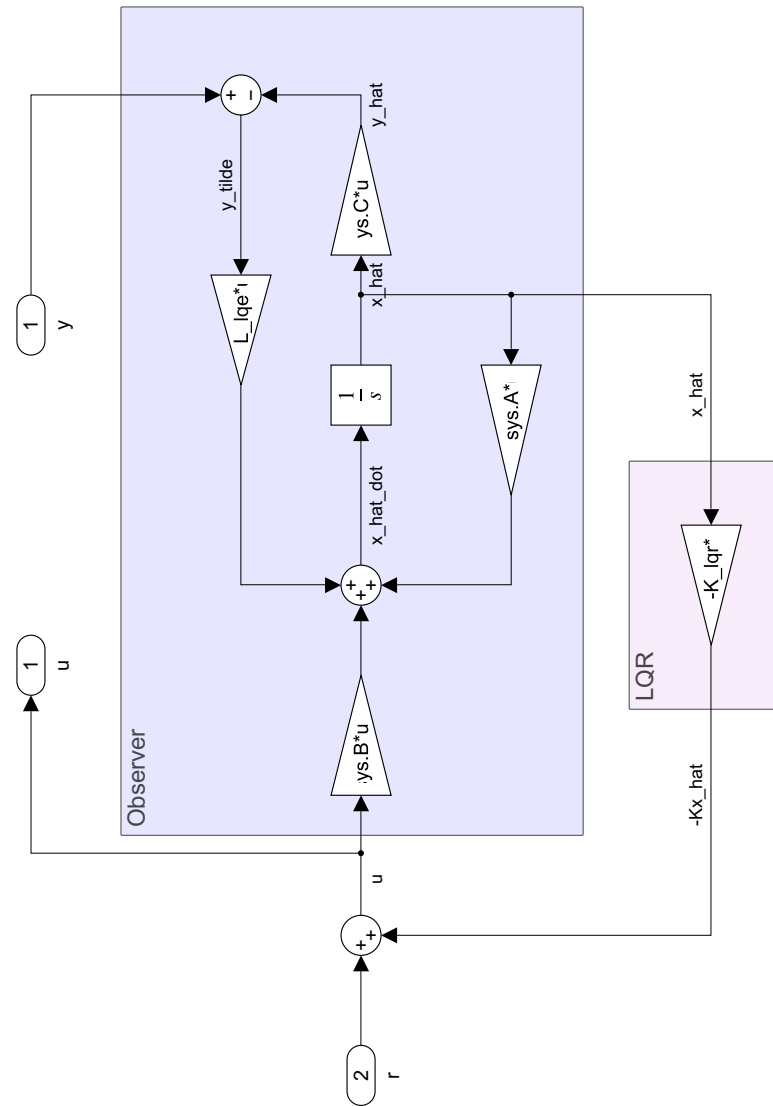 Observer
1
y
1
u
2
r
+
+
u
ys.B*u
+
+
+
x_hat_dot
1
s
x_hat
ys.C*u
y_hat
+
−
y_tilde
L_lqe*
sys.A*
x_hat
LQR
-K_lqr*
-Kx_hat